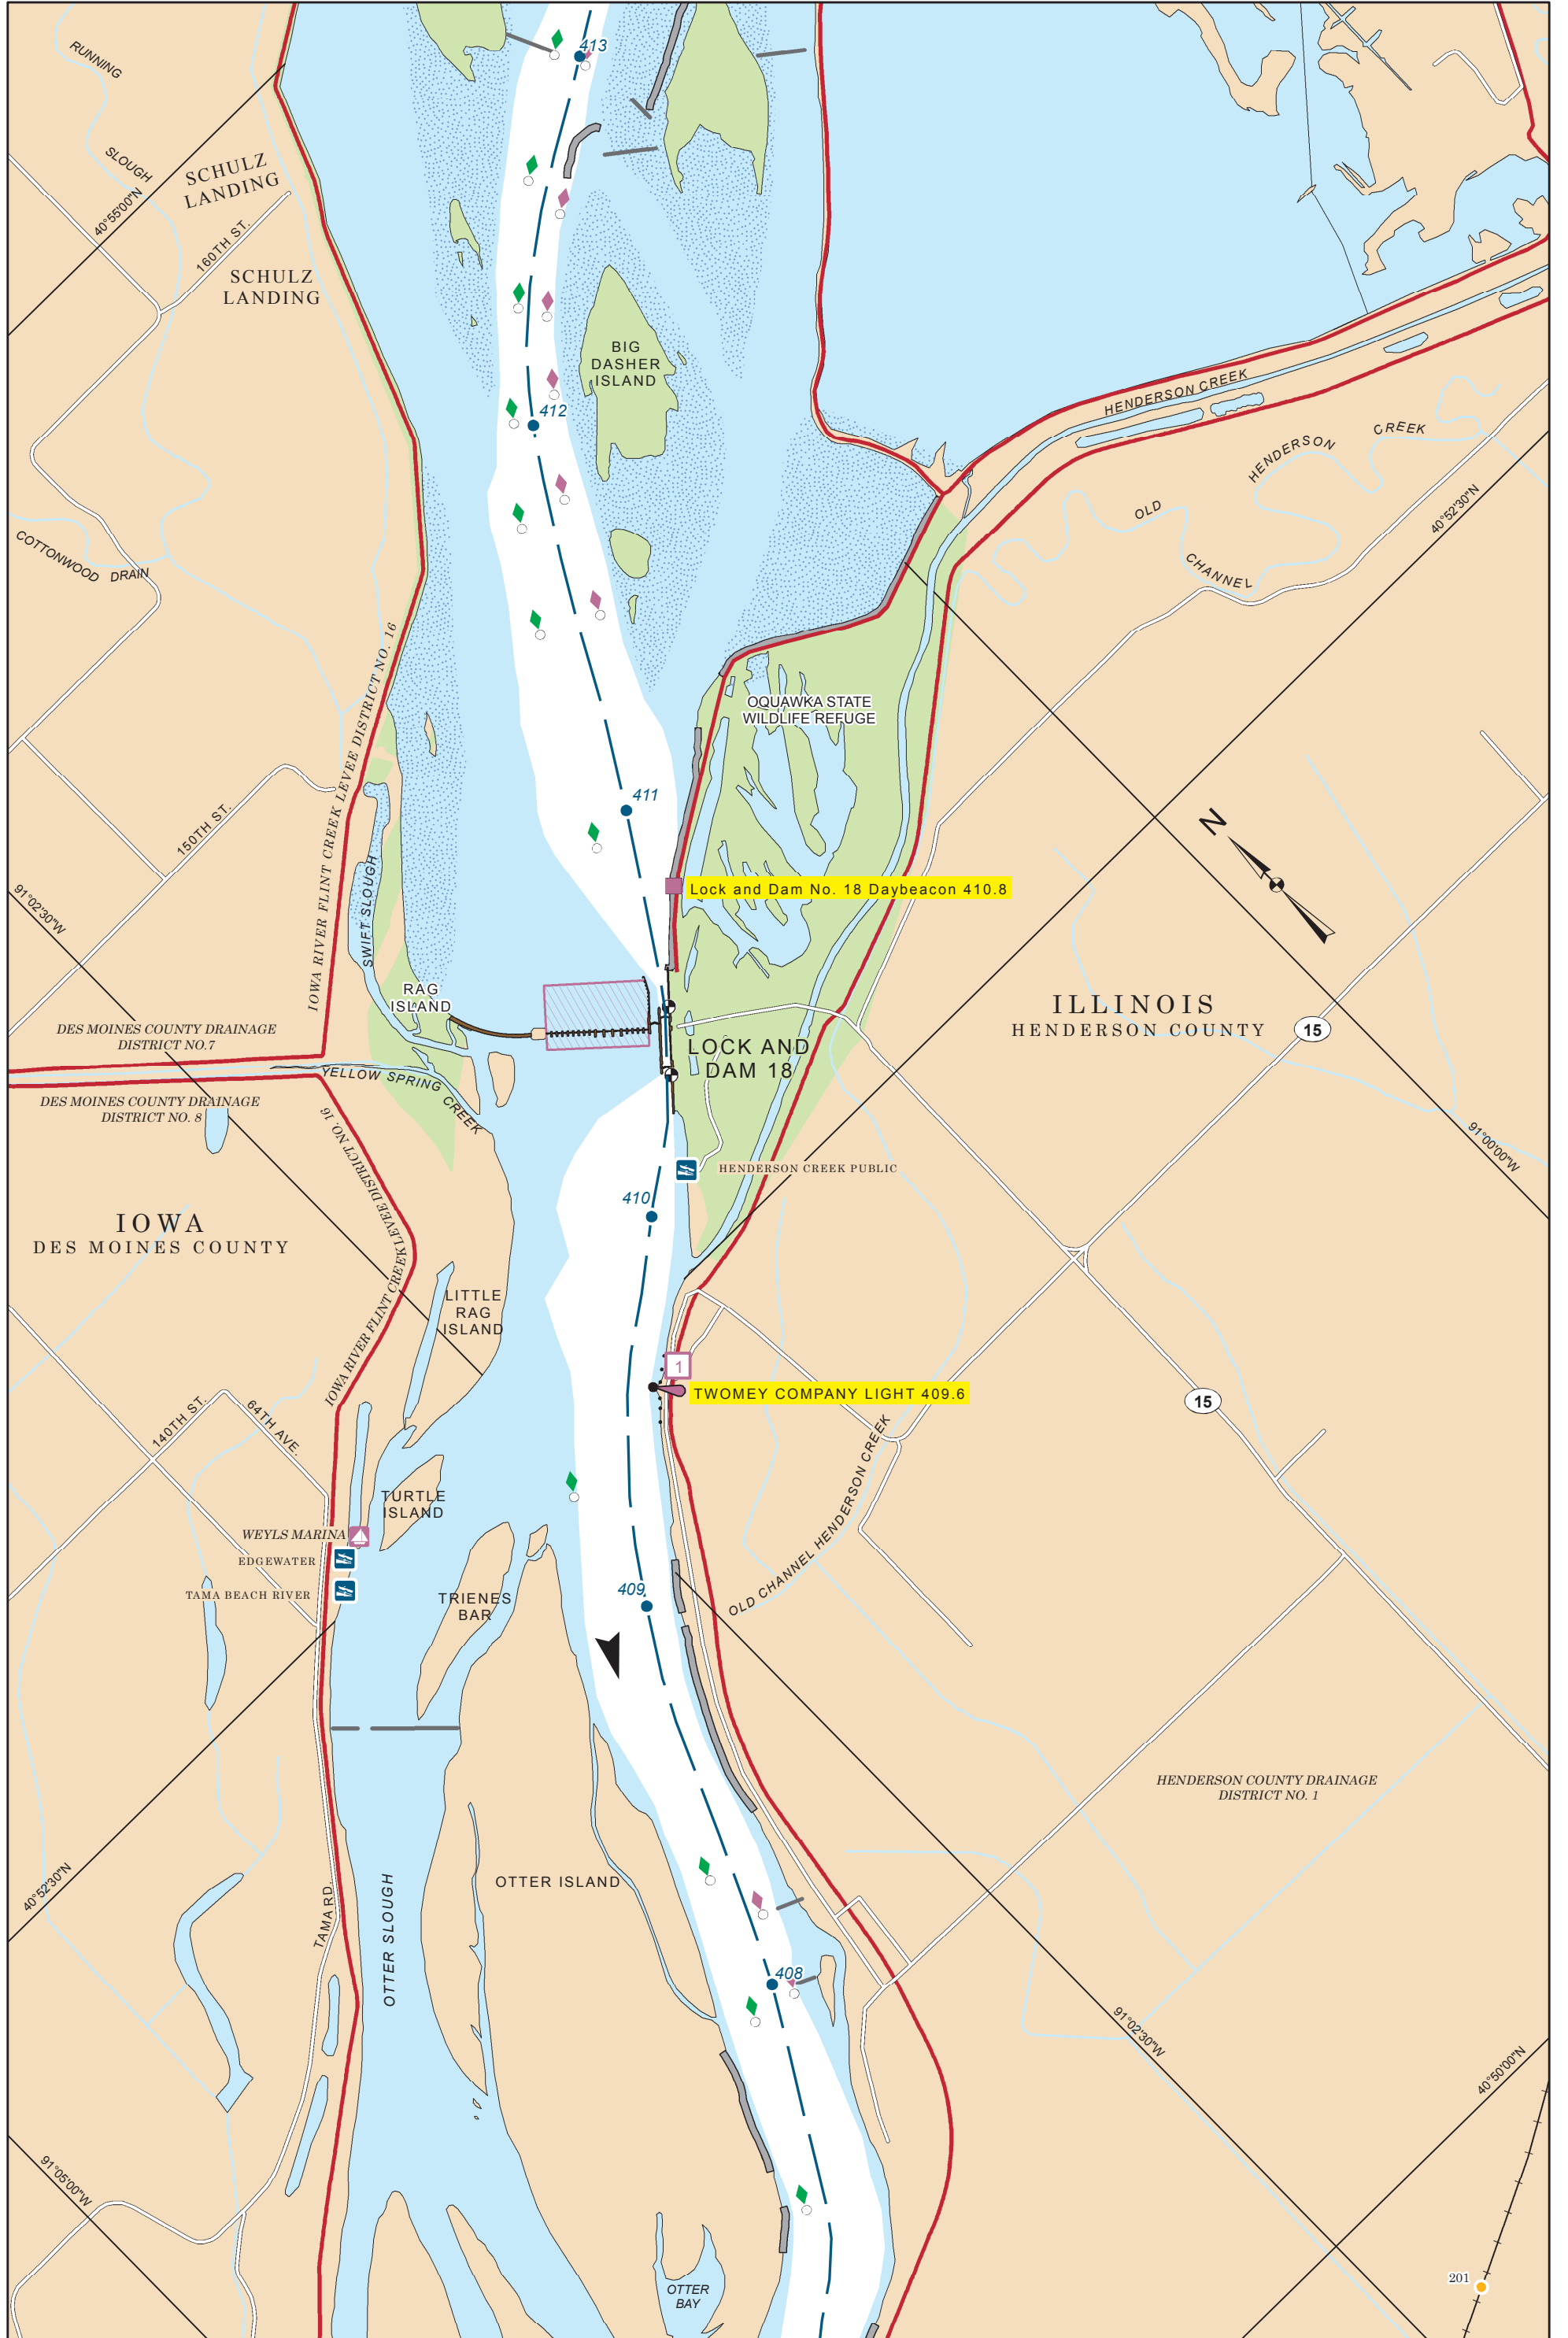 413
RUNNING
SLOUGH
SCHULZ
LANDING
40°55'00"N
160TH ST.
SCHULZ
LANDING
BIG
DASHER
ISLAND
412
HENDERSON CREEK
OLD
HENDERSON
CREEK
CHANNEL
40°52'30"N
COTTONWOOD DRAIN
IOWA RIVER FLINT CREEK LEVEE DISTRICT NO. 16
OQUAWKA STATE
WILDLIFE REFUGE
411
150TH ST.
N
SWIFT SLOUGH
Lock and Dam No. 18 Daybeacon 410.8
91°02'30"W
RAG
ISLAND
ILLINOIS
HENDERSON COUNTY
15
DES MOINES COUNTY DRAINAGE
DISTRICT NO.7
LOCK AND
DAM 18
YELLOW SPRING
CREEK
DES MOINES COUNTY DRAINAGE
DISTRICT NO. 8
IOWA RIVER FLINT CREEK LEVEE DISTRICT NO. 16
91°00'00"W
HENDERSON CREEK PUBLIC
410
IOWA
DES MOINES COUNTY
LITTLE
RAG
ISLAND
1
TWOMEY COMPANY LIGHT 409.6
15
140TH ST.
64TH AVE.
OLD CHANNEL HENDERSON CREEK
TURTLE
ISLAND
WEYLS MARINA
EDGEWATER
TAMA BEACH RIVER
TRIENES
BAR
409
HENDERSON COUNTY DRAINAGE
DISTRICT NO. 1
40°52'30"N
TAMA RD.
OTTER SLOUGH
OTTER ISLAND
408
91°02'30"W
40°50'00"N
91°05'00"W
201
OTTER
BAY